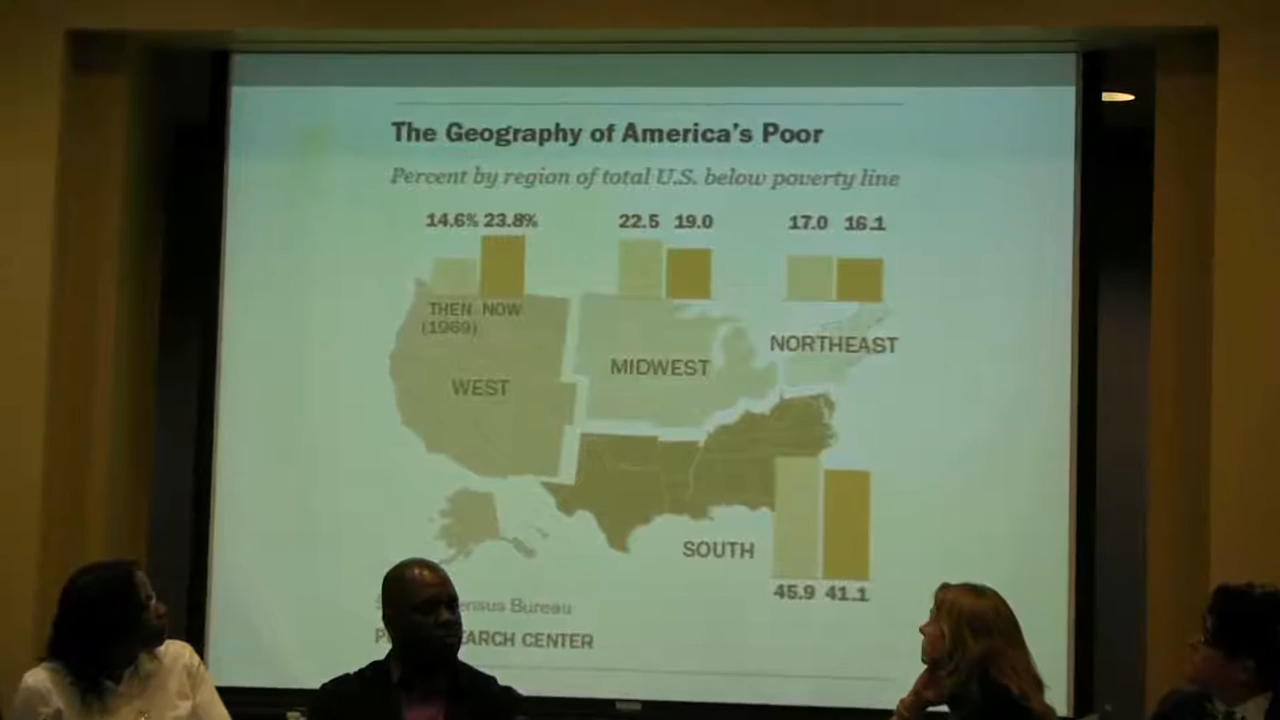 The Geography of America's Poor
Percent by region of total U.S. below poverty line
14.6% 23.8%
22.5 19.0
17.0 16.1
THEN NOW
(1969)
WEST
MIDWEST
NORTHEAST
SOUTH
45.9 41.1
Bureau
CENTER